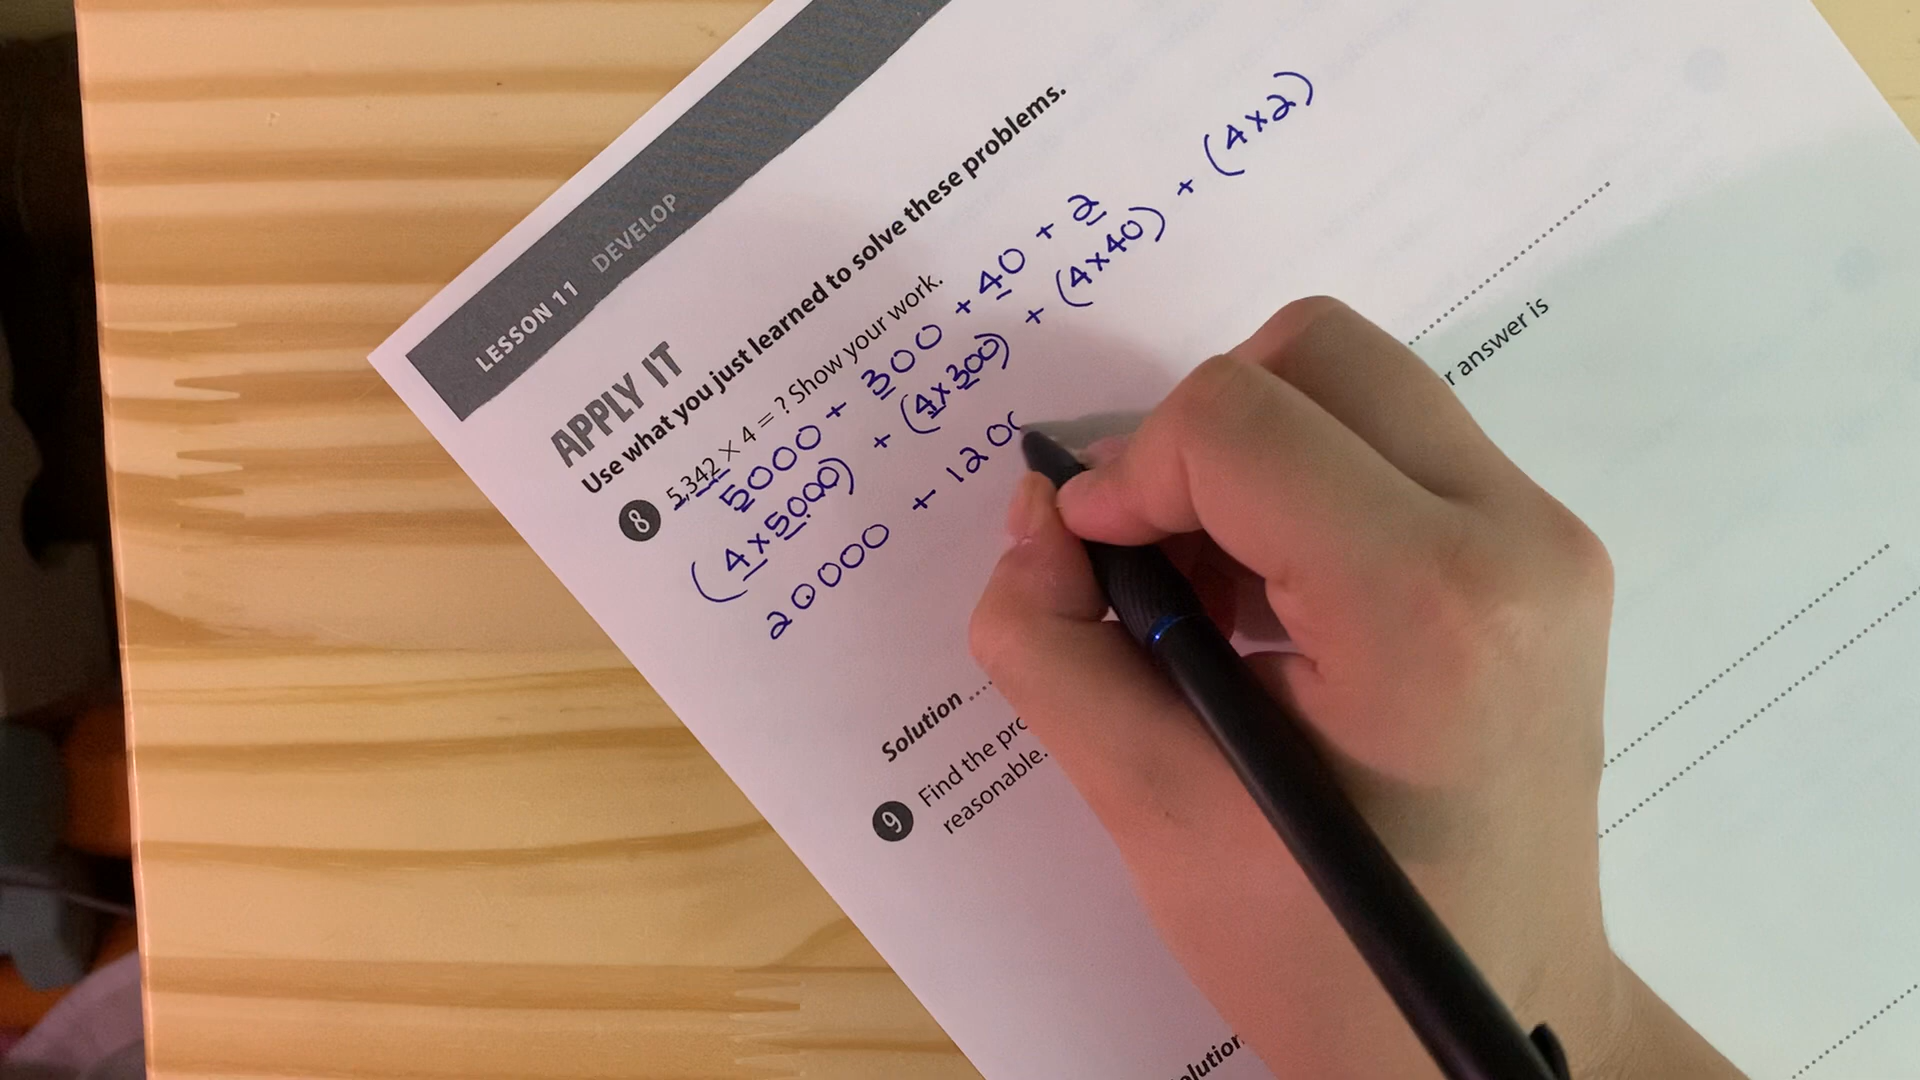 LESSON 11 DEVELOP
APPLY IT
Use what you just learned to solve these problems.
8 5,342 × 4 = ? Show your work.
5000 + 300 + 40 + 2
(4×5000) + (4×300) + (4×40) + (4×2)
20000 + 1200
Solution
9 Find the
answer is
reasonable.